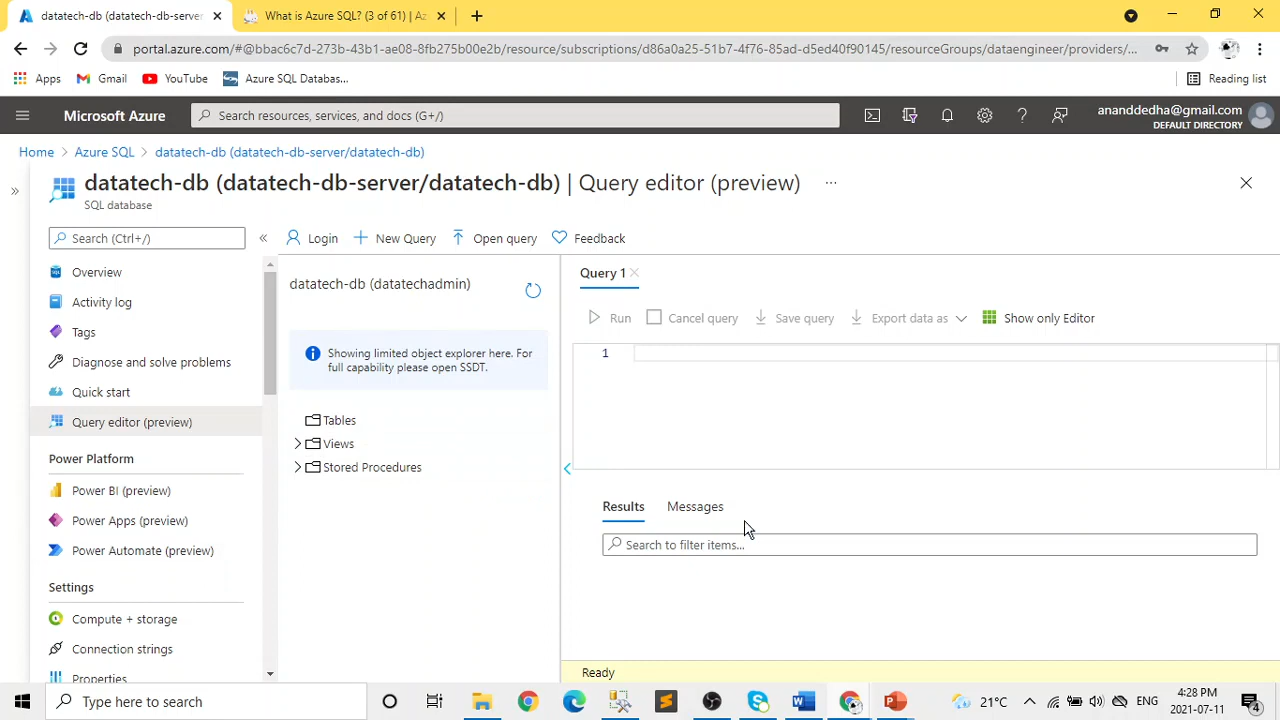 datatech-db (datatech-db-server
What is Azure SQL? (3 of 61) | Az
portal.azure.com/#@bbac6c7d-273b-43b1-ae08-8fb275b00e2b/resource/subscriptions/d86a0a25-51b7-4f76-85ad-d5ed40f90145/resourceGroups/dataengineer/providers/...
Apps
Gmail
YouTube
Azure SQL Databas...
Reading list
Microsoft Azure
Search resources, services, and docs (G+/)
ananddedha@gmail.com
DEFAULT DIRECTORY
Home > Azure SQL > datatech-db (datatech-db-server/datatech-db)
datatech-db (datatech-db-server/datatech-db) | Query editor (preview) ...
SQL database
Search (Ctrl+/)
«
Login
New Query
Open query
Feedback
Overview
Activity log
Tags
Diagnose and solve problems
Quick start
Query editor (preview)
Power Platform
Power BI (preview)
Power Apps (preview)
Power Automate (preview)
Settings
Compute + storage
Connection strings
Properties
datatech-db (datatechadmin)
Showing limited object explorer here. For
full capability please open SSDT.
Tables
Views
Stored Procedures
Query 1
Run
Cancel query
Save query
Export data as
Show only Editor
1
Results
Messages
Search to filter items...
Ready
Type here to search
21°C
ENG
4:28 PM
2021-07-11
4